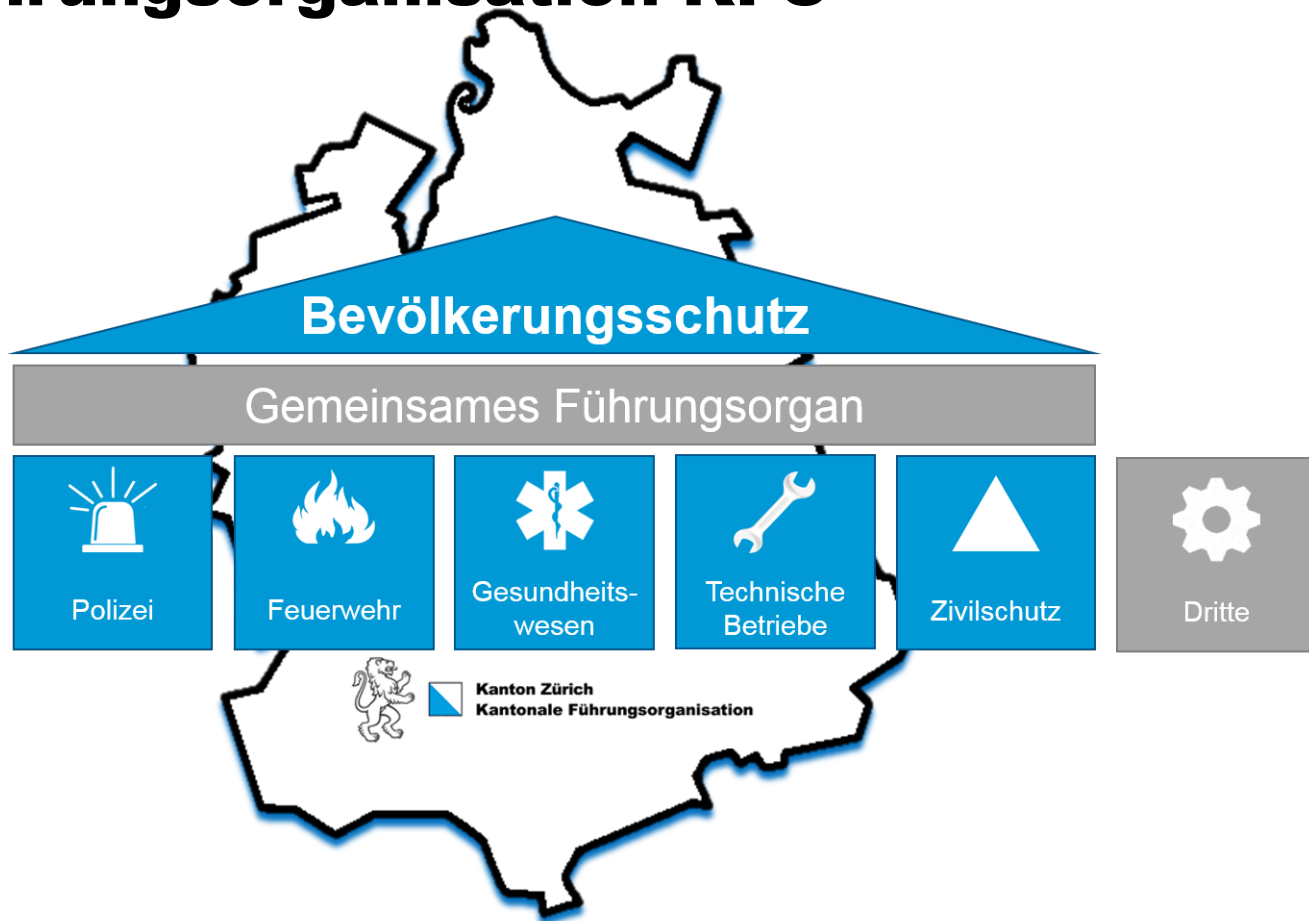 Bevölkerungsschutz
Gemeinsames Führungsorgan
Polizei
Feuerwehr
Gesundheits-
wesen
Technische
Betriebe
Zivilschutz
Dritte
Kanton Zürich
Kantonale Führungsorganisation